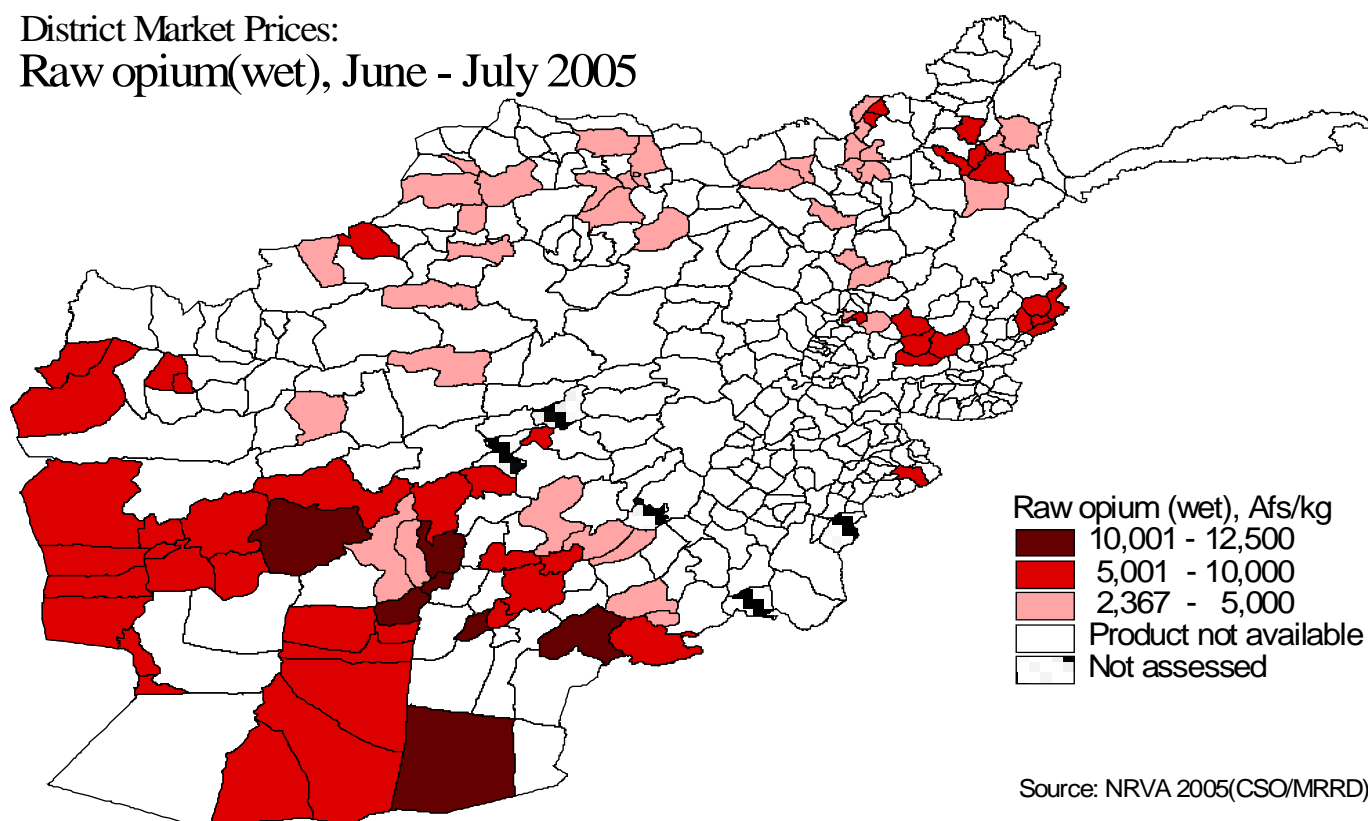 District Market Prices:
Raw opium(wet), June - July 2005
Raw opium (wet), Afs/kg
10,001 - 12,500
5,001 - 10,000
2,367 - 5,000
Product not available
Not assessed
Source: NRVA 2005(CSO/MRRD)